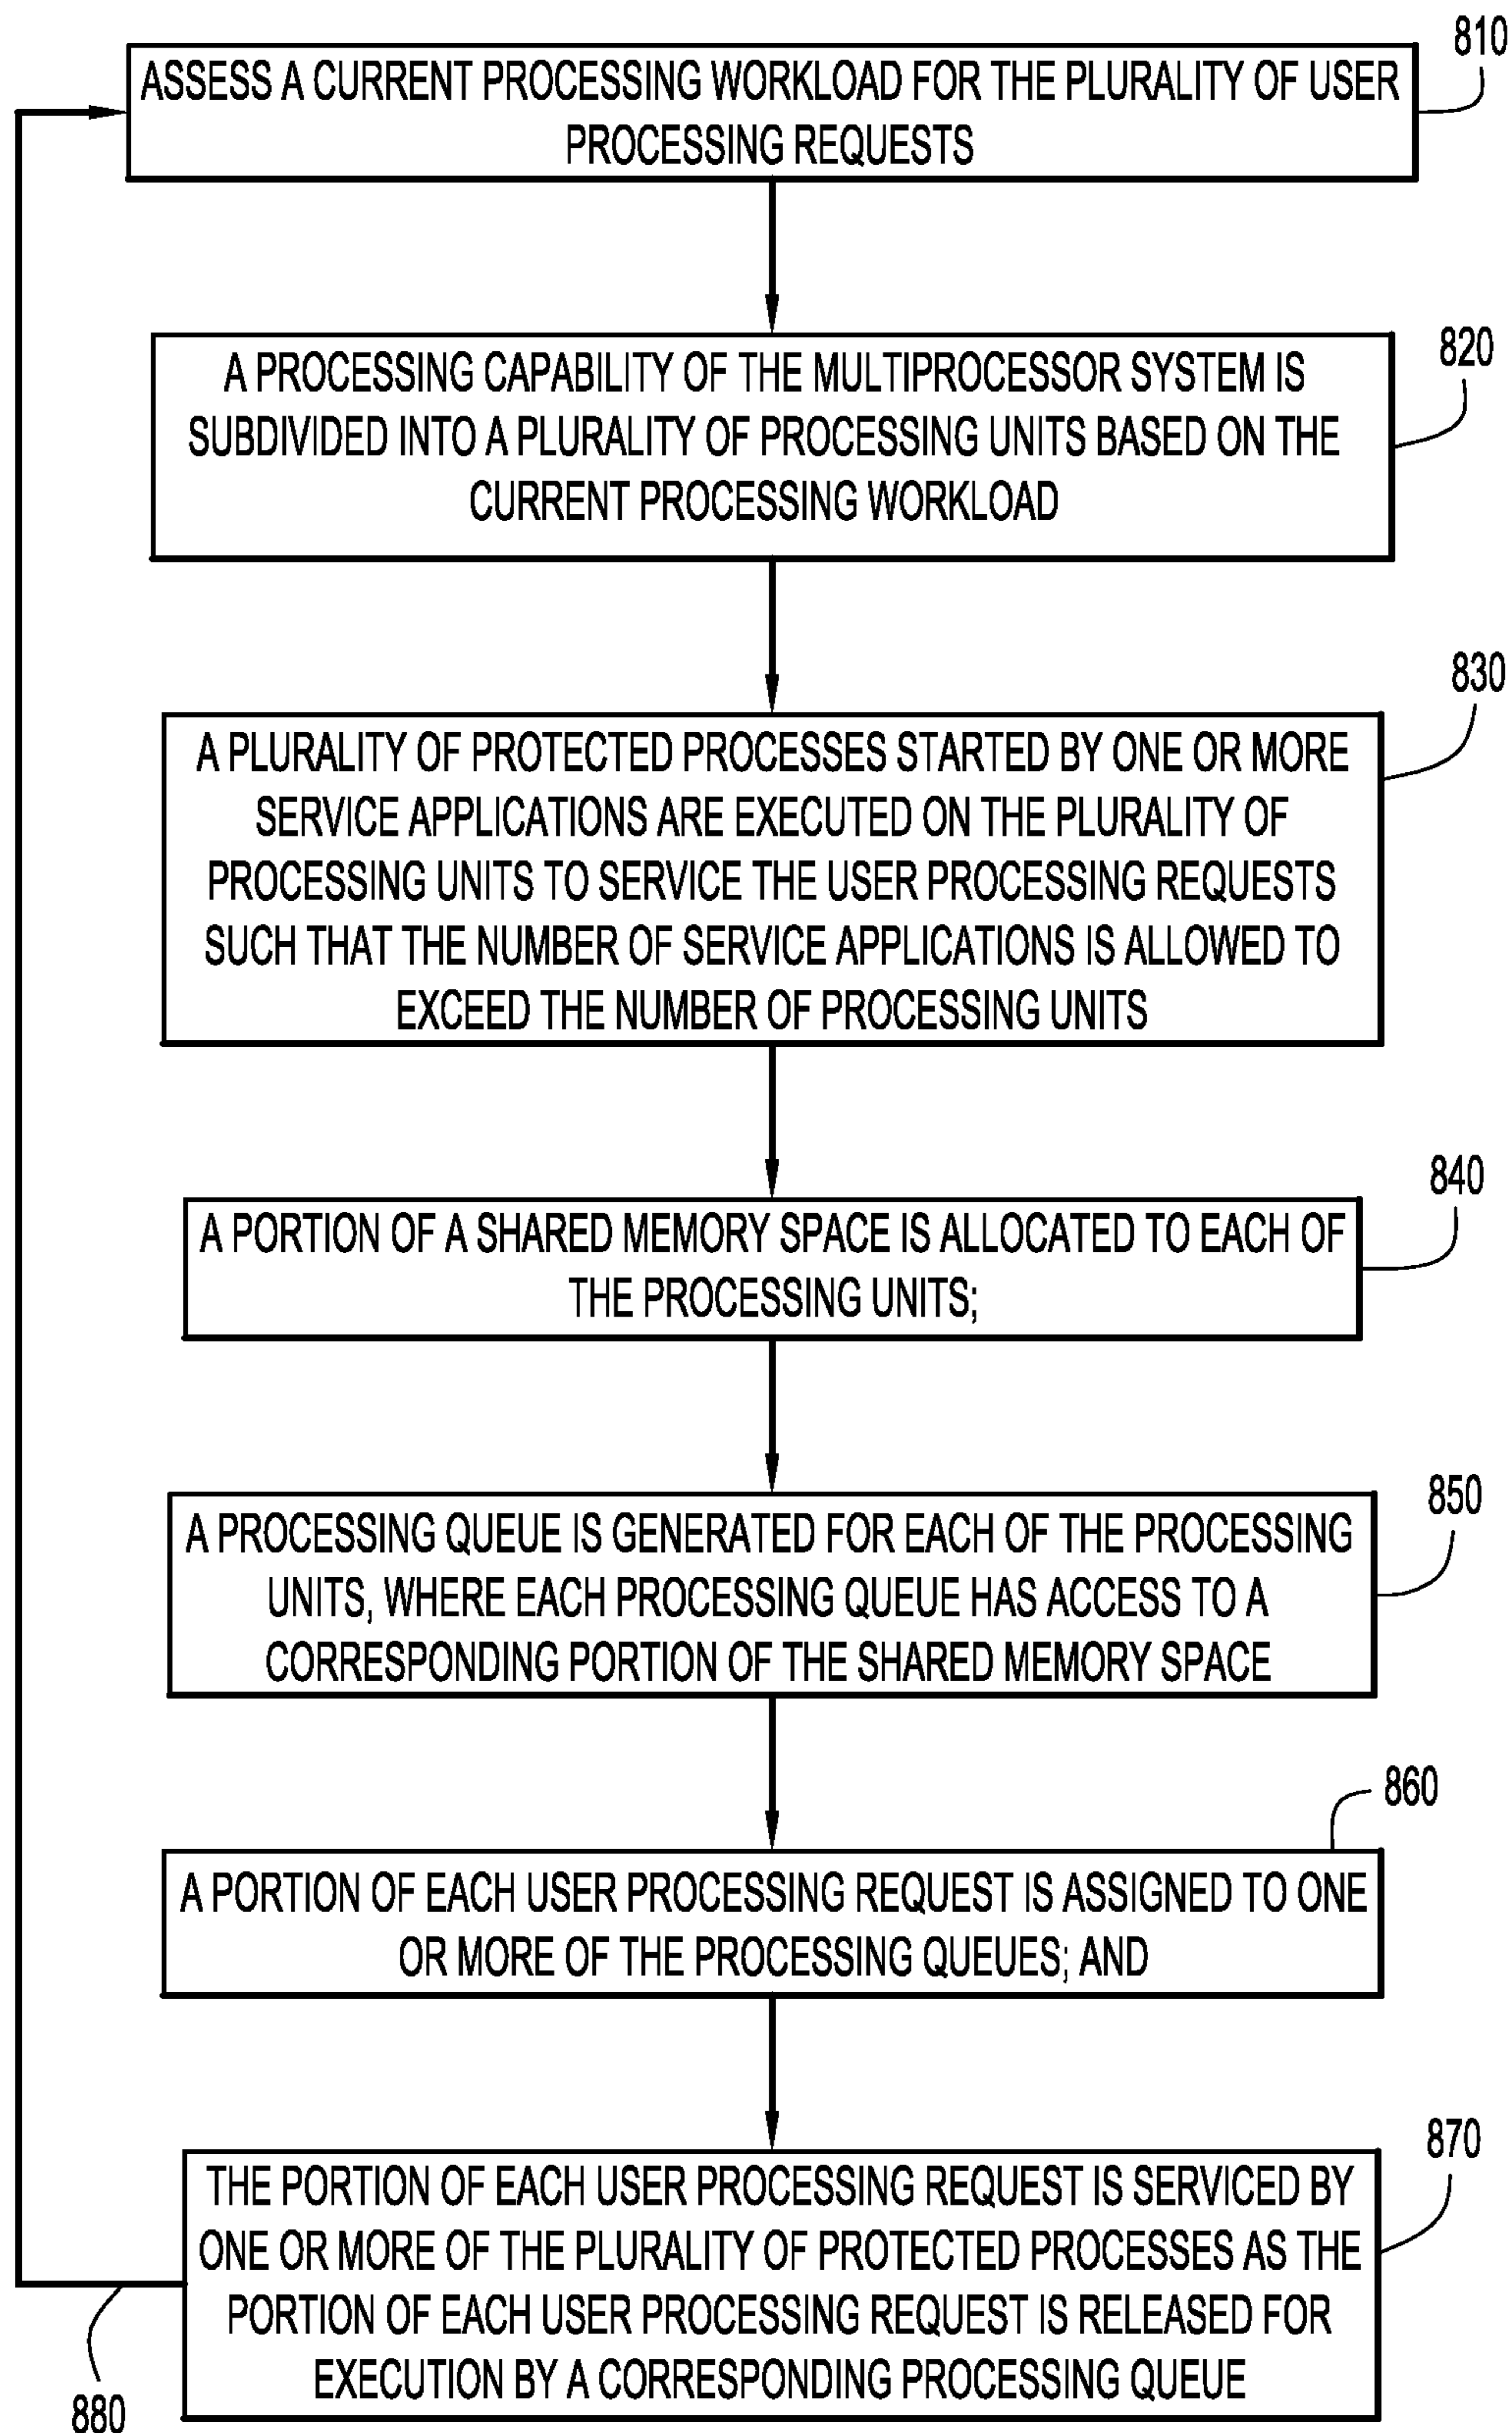 810
ASSESS A CURRENT PROCESSING WORKLOAD FOR THE PLURALITY OF USER
PROCESSING REQUESTS
820
A PROCESSING CAPABILITY OF THE MULTIPROCESSOR SYSTEM IS
SUBDIVIDED INTO A PLURALITY OF PROCESSING UNITS BASED ON THE
CURRENT PROCESSING WORKLOAD
830
A PLURALITY OF PROTECTED PROCESSES STARTED BY ONE OR MORE
SERVICE APPLICATIONS ARE EXECUTED ON THE PLURALITY OF
PROCESSING UNITS TO SERVICE THE USER PROCESSING REQUESTS
SUCH THAT THE NUMBER OF SERVICE APPLICATIONS IS ALLOWED TO
EXCEED THE NUMBER OF PROCESSING UNITS
840
A PORTION OF A SHARED MEMORY SPACE IS ALLOCATED TO EACH OF
THE PROCESSING UNITS;
850
A PROCESSING QUEUE IS GENERATED FOR EACH OF THE PROCESSING
UNITS, WHERE EACH PROCESSING QUEUE HAS ACCESS TO A
CORRESPONDING PORTION OF THE SHARED MEMORY SPACE
860
A PORTION OF EACH USER PROCESSING REQUEST IS ASSIGNED TO ONE
OR MORE OF THE PROCESSING QUEUES; AND
870
THE PORTION OF EACH USER PROCESSING REQUEST IS SERVICED BY
ONE OR MORE OF THE PLURALITY OF PROTECTED PROCESSES AS THE
PORTION OF EACH USER PROCESSING REQUEST IS RELEASED FOR
EXECUTION BY A CORRESPONDING PROCESSING QUEUE
880